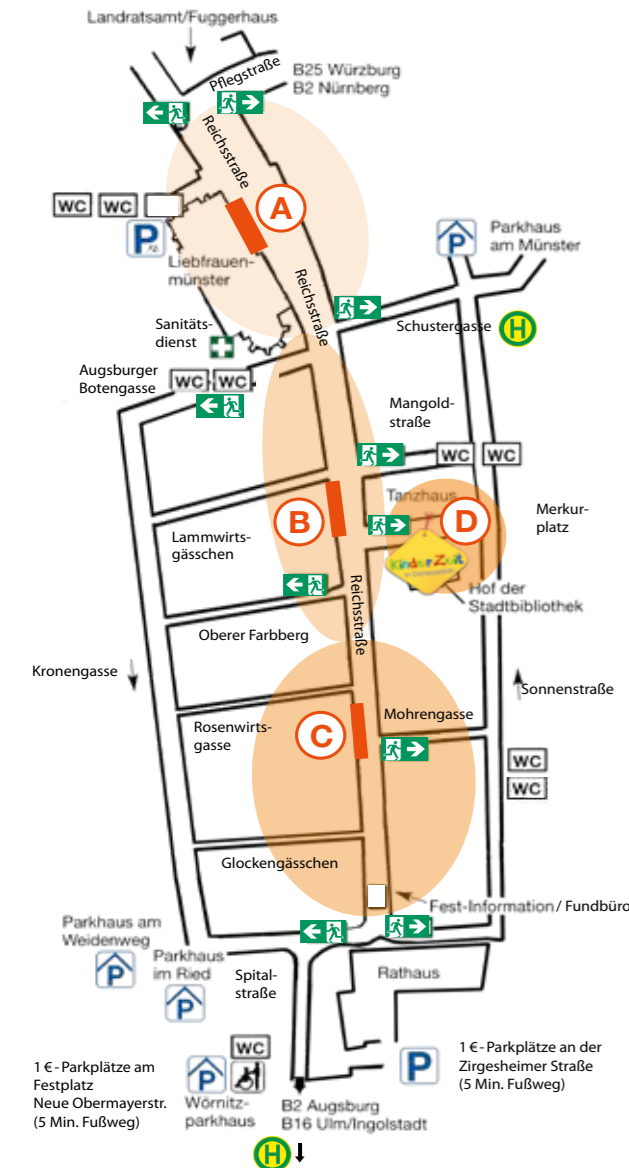 Landratsamt/Fuggerhaus
Pflegstraße
B25 Würzburg
B2 Nürnberg
Reichsstraße
A
WC WC
P
Liebfrauen-
münster
Reichsstraße
P
Parkhaus
am Münster
Sanitäts-
dienst
Schustergasse
H
Augsburger
Botengasse
WC WC
Mangold-
straße
WC WC
Tanzhaus
B
D
Merkur-
platz
Lammwirts-
gässchen
KinderZeit
Hof der
Stadtbibliothek
Reichsstraße
Oberer Farbberg
Kronengasse
Sonnenstraße
Rosenwirts-
gasse
C
Mohrengasse
WC
WC
Glockengässchen
Fest-Information / Fundbüro
Parkhaus am
Weidenweg
P
Parkhaus
im Ried
P
Spital-
straße
Rathaus
1 €-Parkplätze am
Festplatz
Neue Obermayerstr.
(5 Min. Fußweg)
WC
P
Wörnitz-
parkhaus
B2 Augsburg
B16 Ulm/Ingolstadt
H
P
1 €-Parkplätze an der
Zirgesheimer Straße
(5 Min. Fußweg)